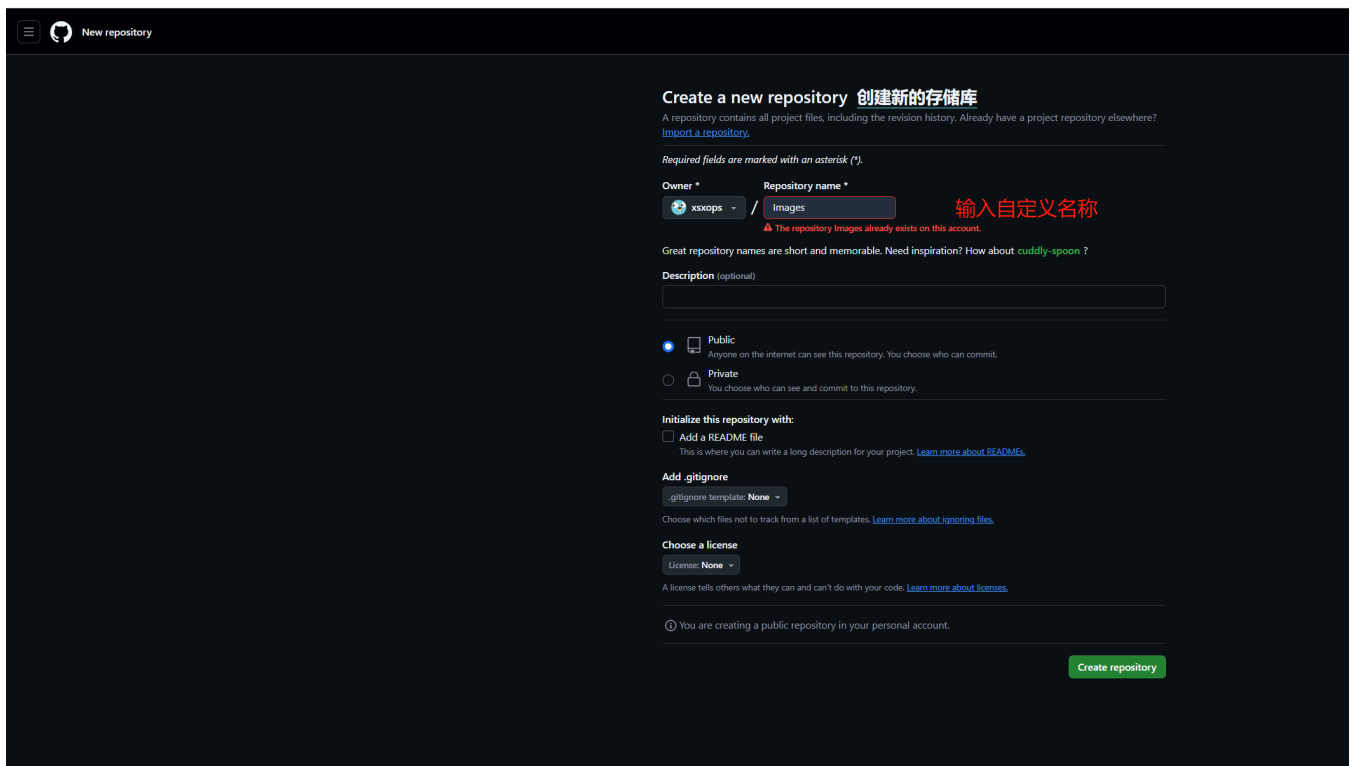 New repository
Create a new repository 创建新的存储库
A repository contains all project files, including the revision history. Already have a project repository elsewhere?
Import a repository.
Required fields are marked with an asterisk (*).
Owner * Repository name *
xsxops / Images 输入自定义名称
The repository Images already exists on this account.
Great repository names are short and memorable. Need inspiration? How about cuddly-spoon ?
Description (optional)
Public
Anyone on the internet can see this repository. You choose who can commit.
Private
You choose who can see and commit to this repository.
Initialize this repository with:
Add a README file
This is where you can write a long description for your project. Learn more about READMEs.
Add .gitignore
.gitignore template: None
Choose which files not to track from a list of templates. Learn more about ignoring files.
Choose a license
License: None
A license tells others what they can and can't do with your code. Learn more about licenses.
You are creating a public repository in your personal account.
Create repository